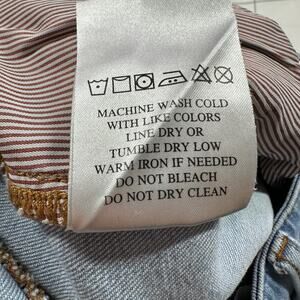 MACHINE WASH COLD
WITH LIKE COLORS
LINE DRY OR
TUMBLE DRY LOW
WARM IRON IF NEEDED
DO NOT BLEACH
DO NOT DRY CLEAN